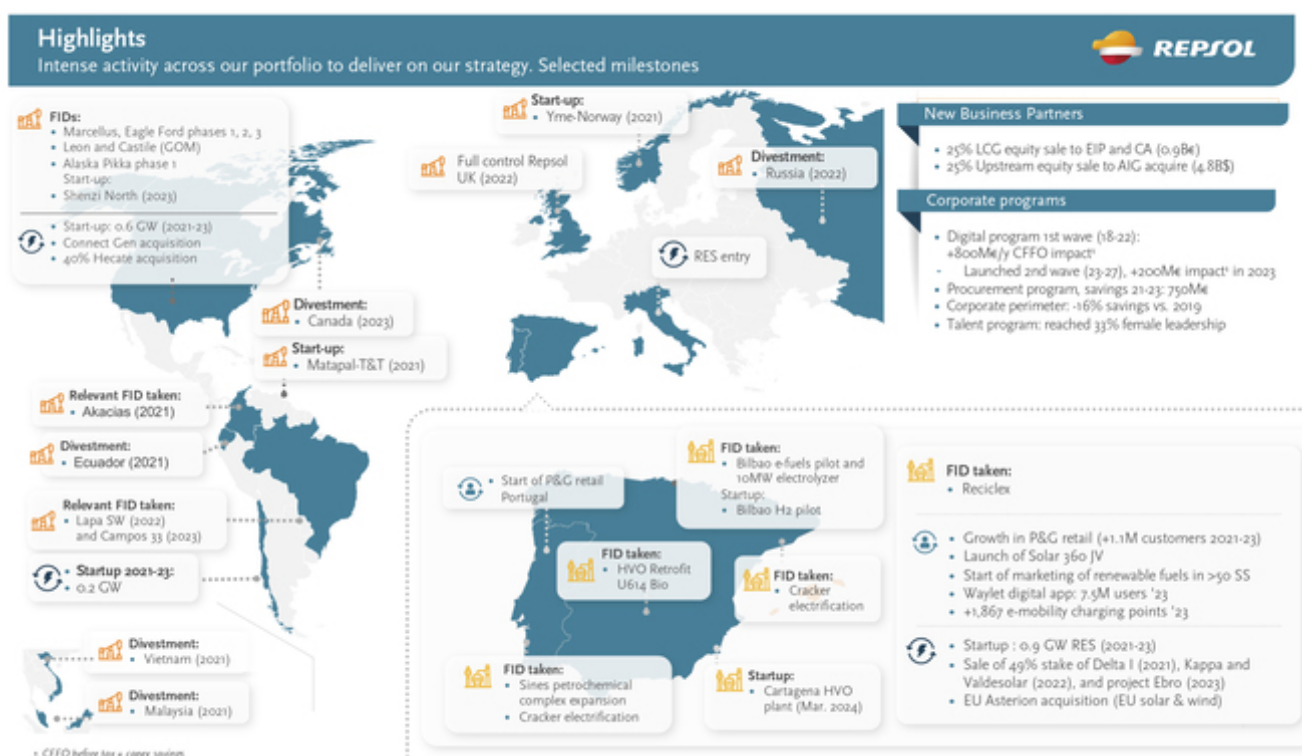 Highlights
Intense activity across our portfolio to deliver on our strategy. Selected milestones
REPSOL
FIDs:
• Marcellus, Eagle Ford phases 1, 2, 3
• Leon and Castile (GOM)
• Alaska Pikka phase 1
Start-up:
• Shenzi North (2023)
• Start-up: 0.6 GW (2021-23)
• Connect Gen acquisition
• 40% Hecate acquisition
Divestment:
• Canada (2023)
Start-up:
• Matapal-T&T (2021)
Relevant FID taken:
• Akacias (2021)
Divestment:
• Ecuador (2021)
Relevant FID taken:
• Lapa SW (2022)
and Campos 33 (2023)
• Startup 2021-23:
• 0.2 GW
Divestment:
• Vietnam (2021)
Divestment:
• Malaysia (2021)
Start-up:
• Yme-Norway (2021)
Full control Repsol
UK (2022)
Divestment:
• Russia (2022)
RES entry
New Business Partners
• 25% LCG equity sale to EIP and CA (0.9B€)
• 25% Upstream equity sale to AIG acquire (4.8B$)
Corporate programs
• Digital program 1st wave (18-22):
+800M€/y CFFO impact¹
- Launched 2nd wave (23-27), +200M€ impact¹ in 2023
• Procurement program, savings 21-23: 750M€
• Corporate perimeter: -16% savings vs. 2019
• Talent program: reached 33% female leadership
• Start of P&G retail
Portugal
FID taken:
• Bilbao e-fuels pilot and
10MW electrolyzer
Startup:
• Bilbao H2 pilot
FID taken:
• HVO Retrofit
U614 Bio
FID taken:
• Cracker
electrification
FID taken:
• Sines petrochemical
complex expansion
• Cracker electrification
Startup:
• Cartagena HVO
plant (Mar. 2024)
FID taken:
• Reciclex
• Growth in P&G retail (+1.1M customers 2021-23)
• Launch of Solar 360 JV
• Start of marketing of renewable fuels in >50 SS
• Waylet digital app: 7.5M users '23
• +1,867 e-mobility charging points '23
• Startup : 0.9 GW RES (2021-23)
• Sale of 49% stake of Delta I (2021), Kappa and
Valdesolar (2022), and project Ebro (2023)
• EU Asterion acquisition (EU solar & wind)